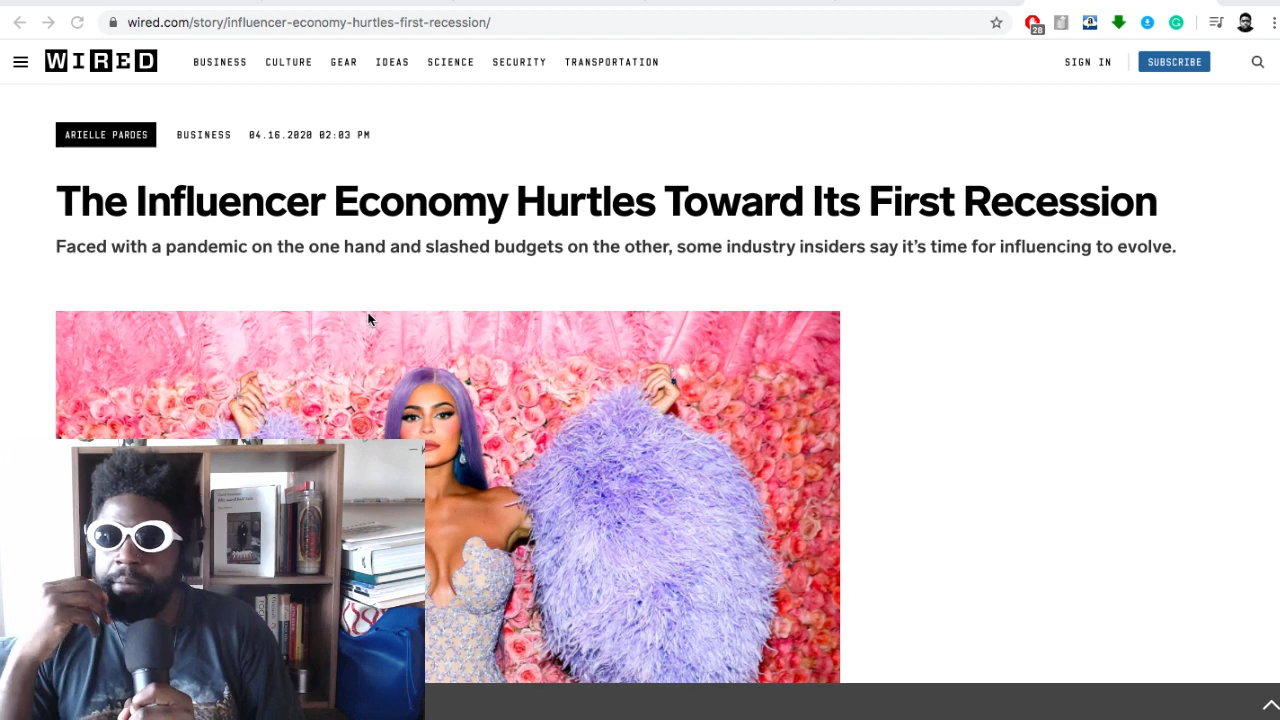 wired.com/story/influencer-economy-hurtles-first-recession/
28
WIRED
BUSINESS CULTURE GEAR IDEAS SCIENCE SECURITY TRANSPORTATION
SIGN IN
SUBSCRIBE
ARIELLE PARDES BUSINESS 04.16.2020 02:03 PM
The Influencer Economy Hurtles Toward Its First Recession
Faced with a pandemic on the one hand and slashed budgets on the other, some industry insiders say it's time for influencing to evolve.